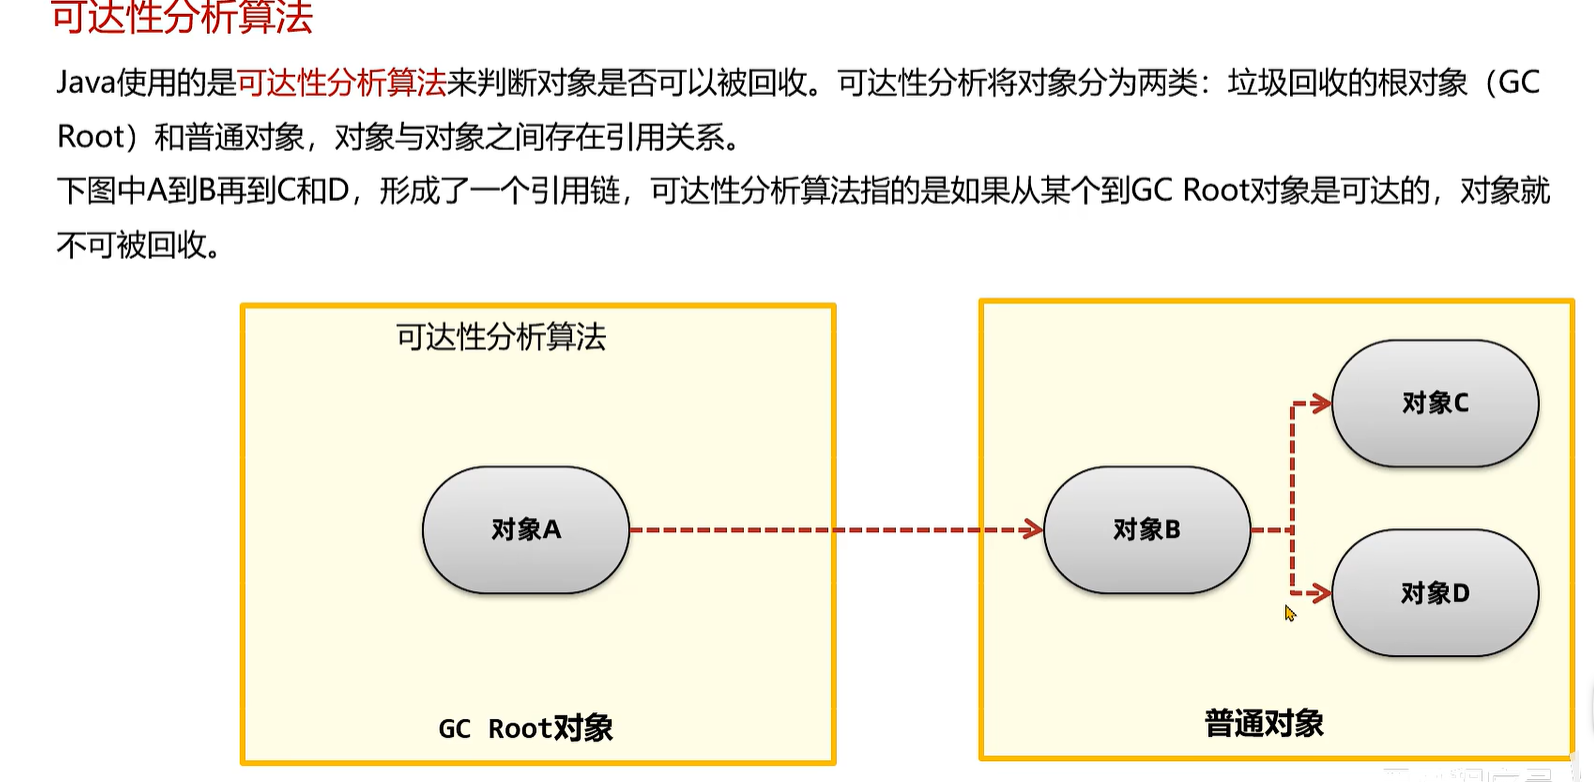 可达性分析算法
Java使用的是可达性分析算法来判断对象是否可以被回收。可达性分析将对象分为两类：垃圾回收的根对象（GC
Root）和普通对象，对象与对象之间存在引用关系。
下图中A到B再到C和D，形成了一个引用链，可达性分析算法指的是如果从某个到GC Root对象是可达的，对象就
不可被回收。
可达性分析算法
对象C
对象A
对象B
对象D
GC Root对象
普通对象